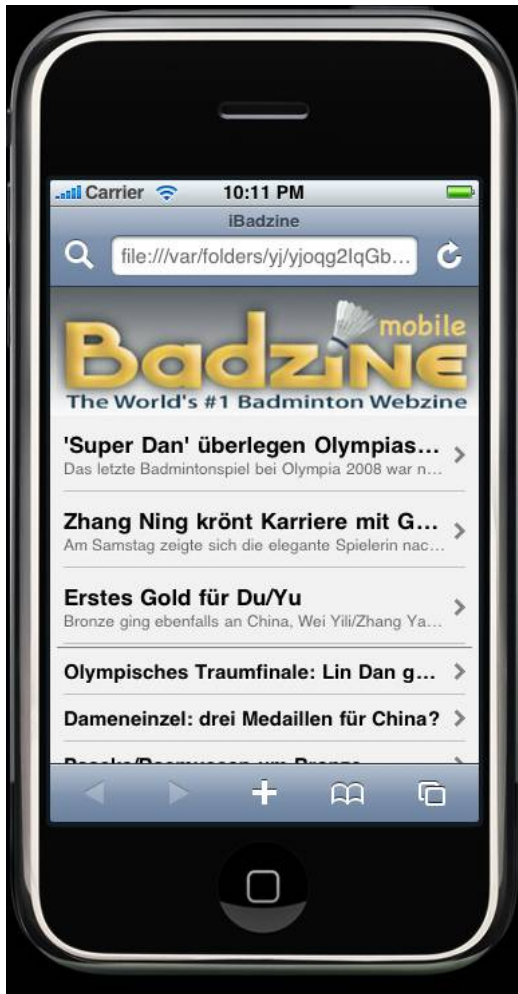 Carrier 10:11 PM
iBadzine
file:///var/folders/yj/yjoqg2IqGb...
Badzine mobile
The World's #1 Badminton Webzine
'Super Dan' überlegen Olympias...
Das letzte Badmintonspiel bei Olympia 2008 war n...
Zhang Ning krönt Karriere mit G...
Am Samstag zeigte sich die elegante Spielerin nac...
Erstes Gold für Du/Yu
Bronze ging ebenfalls an China, Wei Yili/Zhang Ya...
Olympisches Traumfinale: Lin Dan g...
Dameneinzel: drei Medaillen für China?